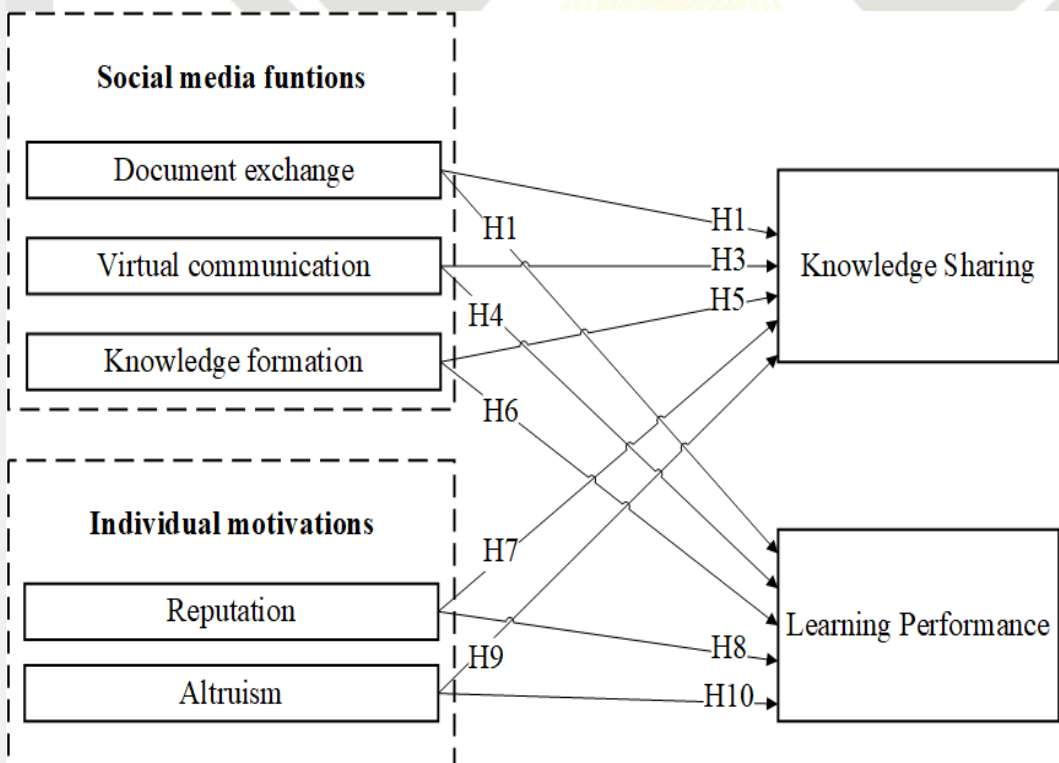 Social media funtions
Document exchange
Virtual communication
Knowledge formation
Individual motivations
Reputation
Altruism
H1
H1
H3
H4
H5
H6
H7
H8
H9
H10
Knowledge Sharing
Learning Performance